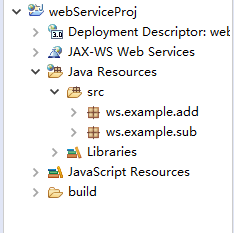 webServiceProj
Deployment Descriptor: web
JAX-WS Web Services
Java Resources
src
ws.example.add
ws.example.sub
Libraries
JavaScript Resources
build